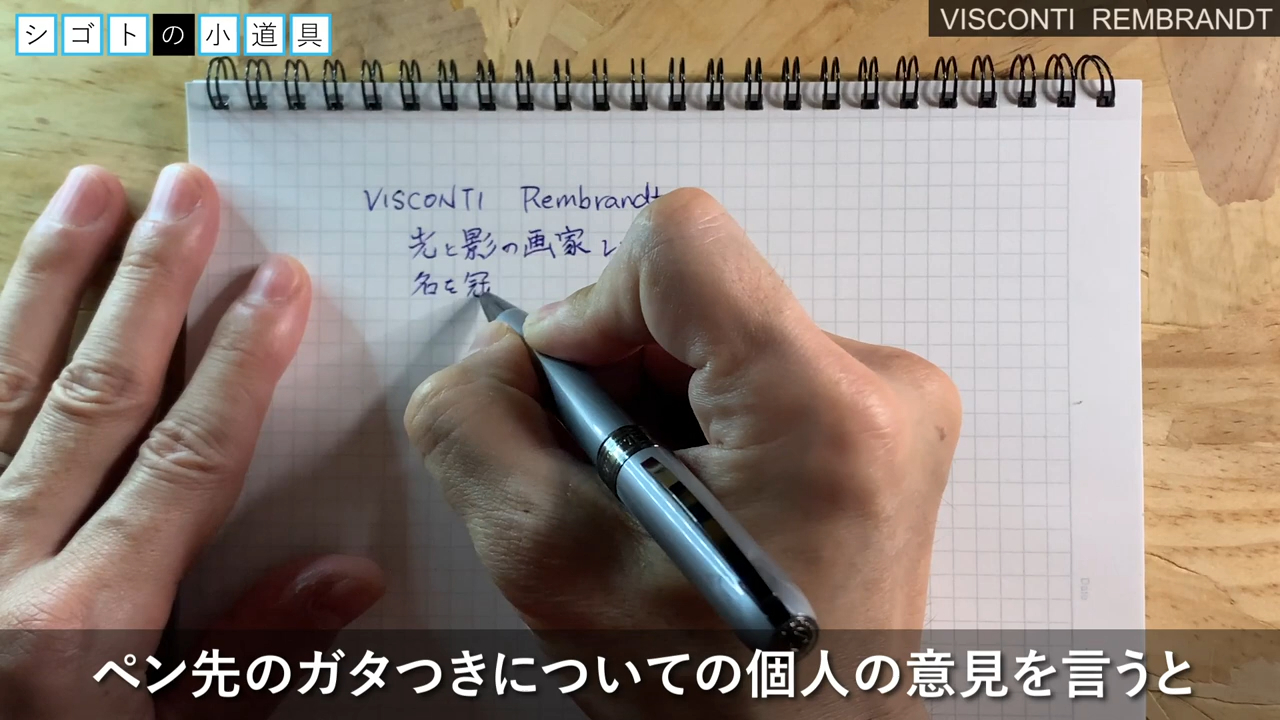 シゴトの小道具
VISCONTI REMBRANDT
VISCONTI Rembrandt
光と影の画家
名を冠
ペン先のガタつきについての個人の意見を言うと